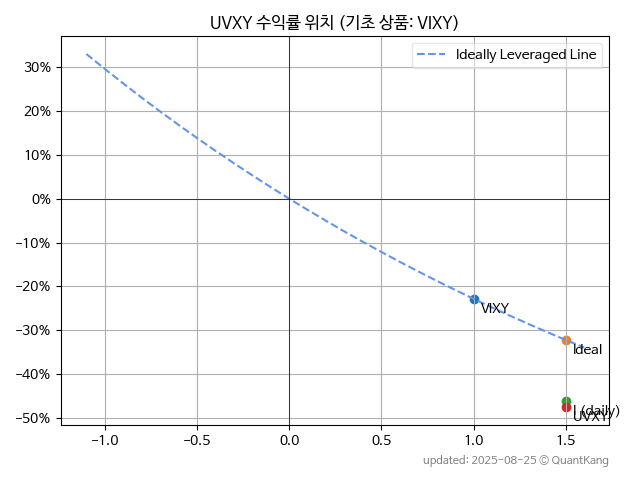 UVXY 수익률 위치 (기초 상품: VIXY)
Ideally Leveraged Line
30%
20%
10%
0%
−10%
−20%
−30%
−40%
−50%
VIXY
Ideal
I (daily)
UVXY
−1.0 −0.5 0.0 0.5 1.0 1.5
updated: 2025-08-25 © QuantKang